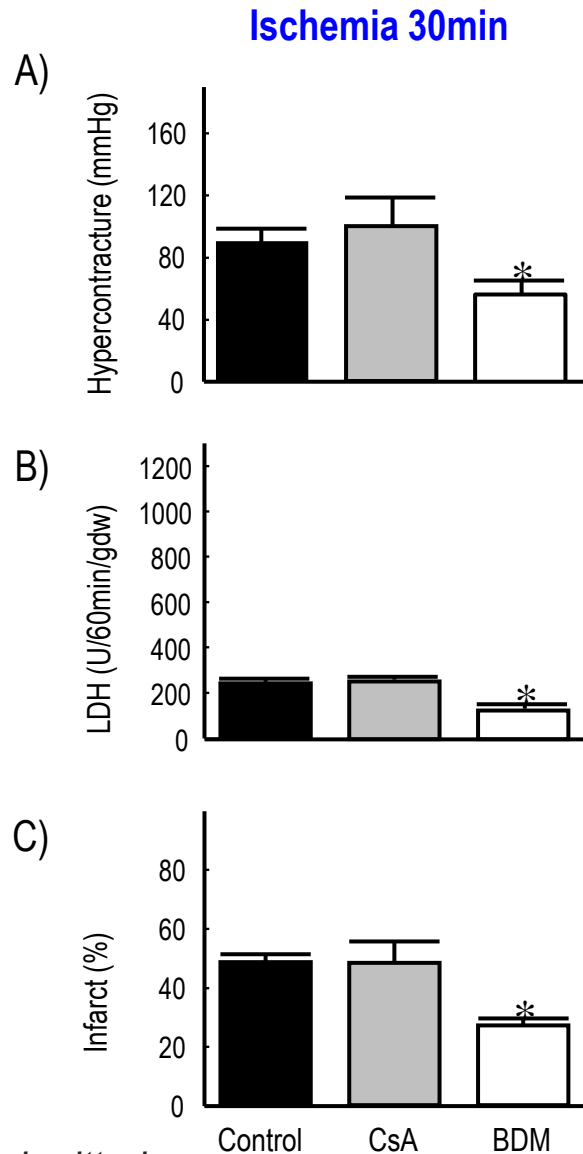 Ischemia 30min
A)
Hypercontracture (mmHg)
160
120
80
40
0
*
B)
LDH (U/60min/gdw)
1200
1000
800
600
400
200
0
*
C)
Infarct (%)
80
60
40
20
0
*
Control CsA BDM